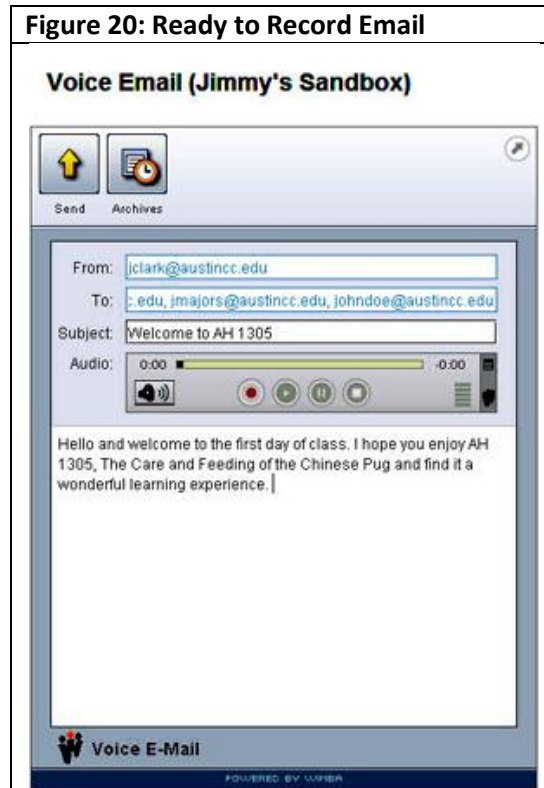 Figure 20: Ready to Record Email
Voice Email (Jimmy's Sandbox)
Send Archives
From: jclark@austincc.edu
To: c.edu, jmajors@austincc.edu, johndoe@austincc.edu
Subject: Welcome to AH 1305
Audio: 0:00 -0:00
Hello and welcome to the first day of class. I hope you enjoy AH
1305, The Care and Feeding of the Chinese Pug and find it a
wonderful learning experience.
Voice E-Mail
POWERED BY WIMBA